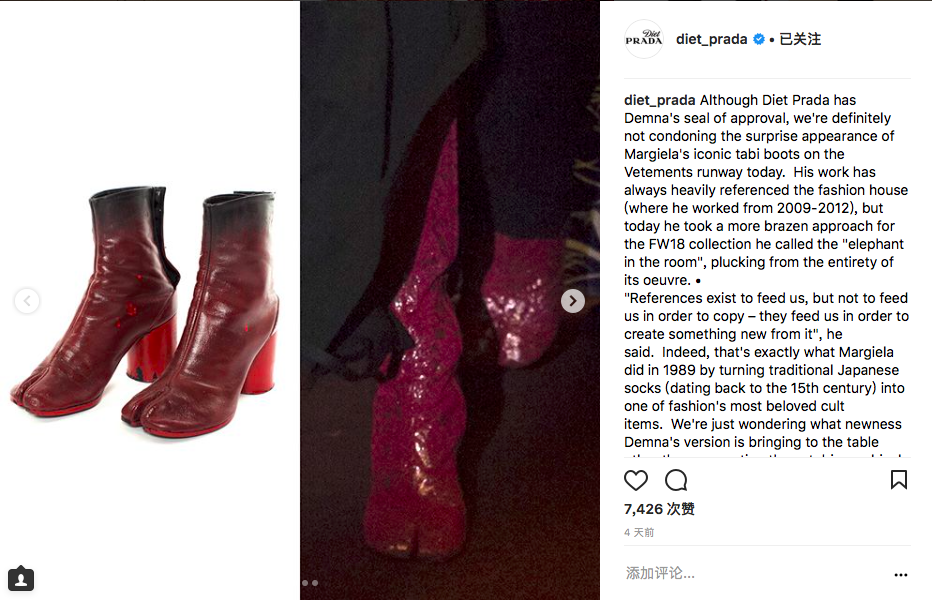 Diet
PRADA
diet_prada • 已关注
diet_prada Although Diet Prada has
Demna's seal of approval, we're definitely
not condoning the surprise appearance of
Margiela's iconic tabi boots on the
Vetements runway today.  His work has
always heavily referenced the fashion house
(where he worked from 2009-2012), but
today he took a more brazen approach for
the FW18 collection he called the "elephant
in the room", plucking from the entirety of
its oeuvre. •
"References exist to feed us, but not to feed
us in order to copy – they feed us in order to
create something new from it", he
said.  Indeed, that's exactly what Margiela
did in 1989 by turning traditional Japanese
socks (dating back to the 15th century) into
one of fashion's most beloved cult
items.  We're just wondering what newness
Demna's version is bringing to the table
7,426 次赞
4 天前
添加评论...